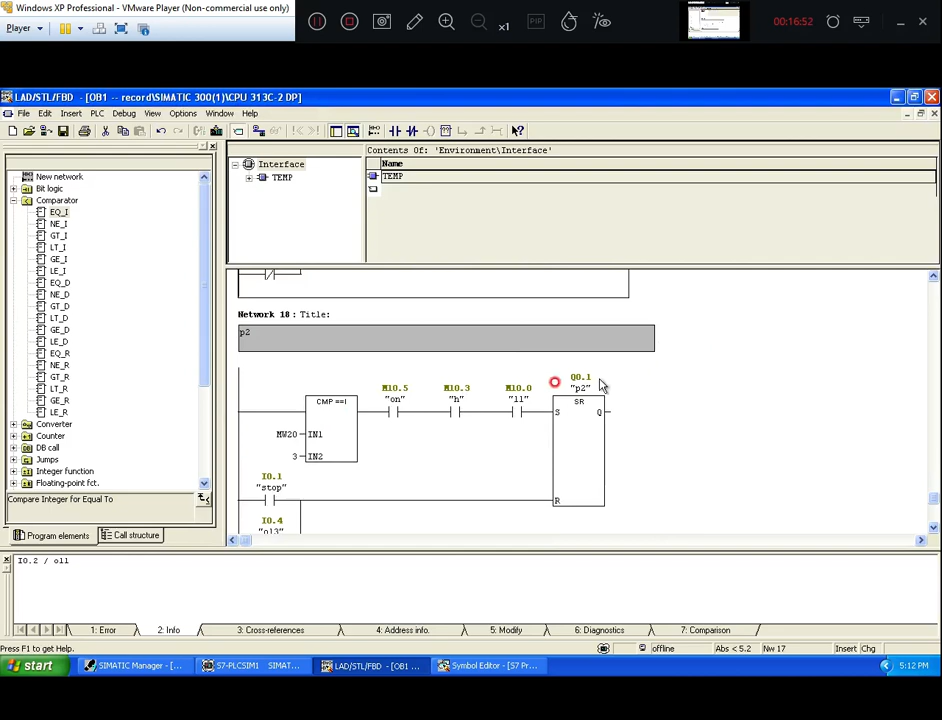 Windows XP Professional - VMware Player (Non-commercial use only)
Player
x1
PIP
00:16:52
LAD/STL/FBD - [OB1 -- record\SIMATIC 300(1)\CPU 313C-2 DP]
File Edit Insert PLC Debug View Options Window Help
Contents Of: 'Environment\Interface'
Interface
TEMP
Name
TEMP
New network
Bit logic
Comparator
EQ_I
NE_I
GT_I
LT_I
GE_I
LE_I
EQ_D
NE_D
GT_D
LT_D
GE_D
LE_D
EQ_R
NE_R
GT_R
LT_R
GE_R
LE_R
Converter
Counter
DB call
Jumps
Integer function
Floating-point fct.
Compare Integer for Equal To
Program elements
Call structure
Network 18: Title:
p2
Q0.1
"p2"
M10.5
"on"
M10.3
"h"
M10.0
"l1"
CMP ==I
SR
S
Q
MW20 IN1
3 IN2
I0.1
"stop"
R
I0.4
"ol3"
I0.2 / ol1
1: Error
2: Info
3: Cross-references
4: Address info.
5: Modify
6: Diagnostics
7: Comparison
Press F1 to get Help.
offline
Abs < 5.2
Nw 17
Insert
Chg
start
SIMATIC Manager - [...
S7-PLCSIM1 SIMAT...
LAD/STL/FBD - [OB1 ...
Symbol Editor - [S7 Pr...
5:12 PM